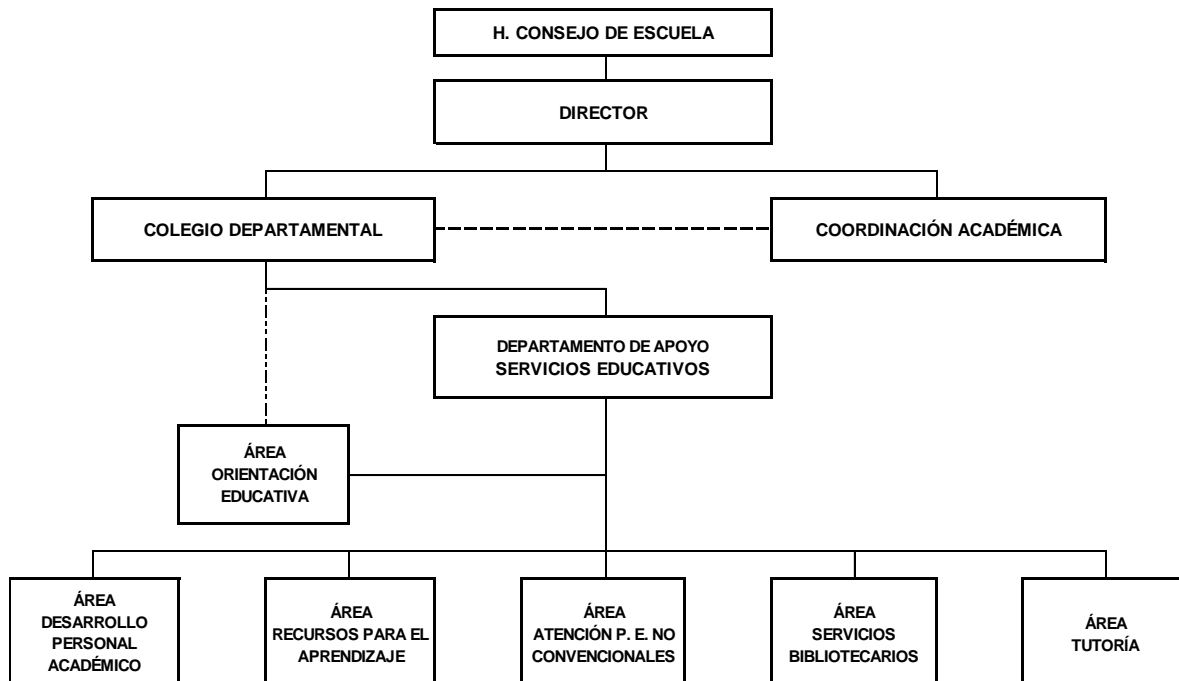 H. CONSEJO DE ESCUELA
DIRECTOR
COLEGIO DEPARTAMENTAL
COORDINACIÓN ACADÉMICA
DEPARTAMENTO DE APOYO
SERVICIOS EDUCATIVOS
ÁREA
ORIENTACIÓN
EDUCATIVA
ÁREA
DESARROLLO
PERSONAL
ACADÉMICO
ÁREA
RECURSOS PARA EL
APRENDIZAJE
ÁREA
ATENCIÓN P. E. NO
CONVENCIONALES
ÁREA
SERVICIOS
BIBLIOTECARIOS
ÁREA
TUTORÍA